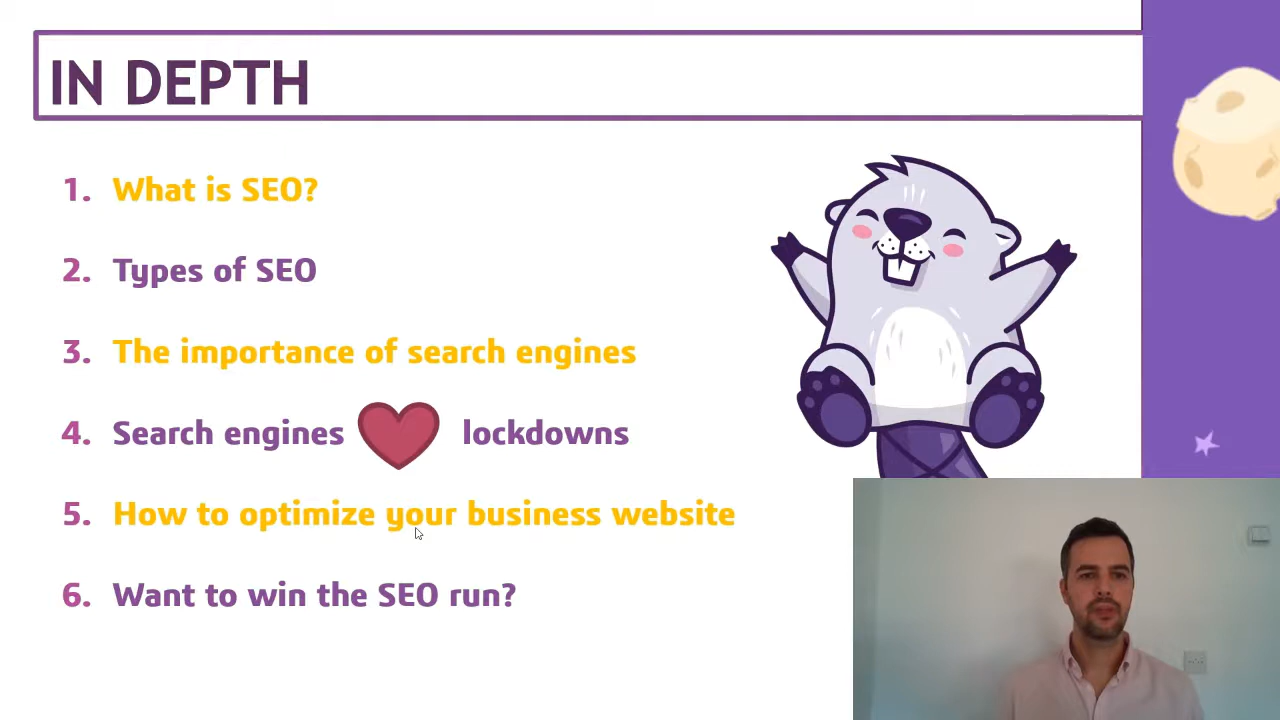 IN DEPTH
1. What is SEO?
2. Types of SEO
3. The importance of search engines
4. Search engines lockdowns
5. How to optimize your business website
6. Want to win the SEO run?